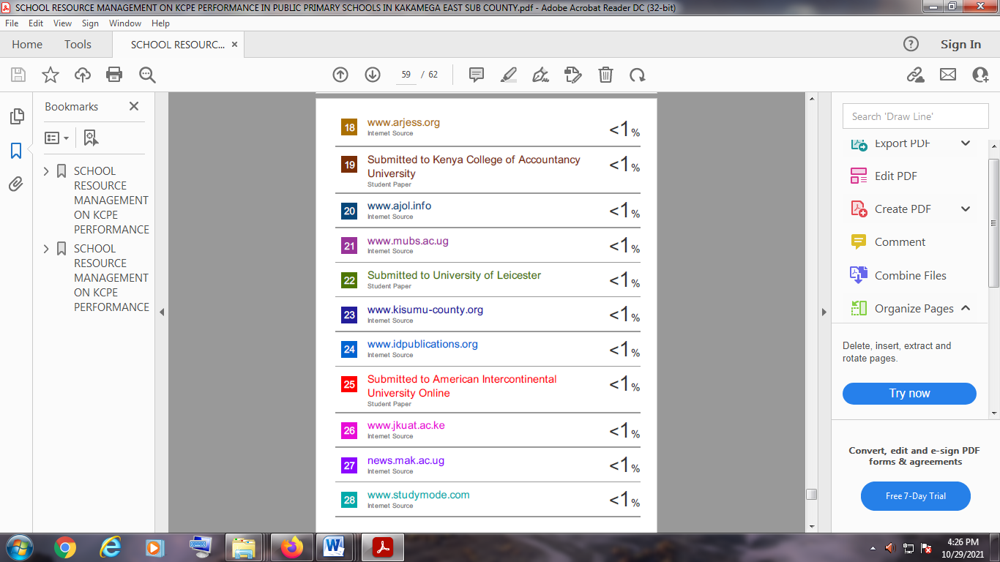 SCHOOL RESOURCE MANAGEMENT ON KCPE PERFORMANCE IN PUBLIC PRIMARY SCHOOLS IN KAKAMEGA EAST SUB COUNTY.pdf - Adobe Acrobat Reader DC (32-bit)
File Edit View Sign Window Help
Home Tools SCHOOL RESOURC... Sign In
59 / 62
Bookmarks
SCHOOL
RESOURCE
MANAGEMENT
ON KCPE
PERFORMANCE
SCHOOL
RESOURCE
MANAGEMENT
ON KCPE
PERFORMANCE
18 www.arjess.org <1%
Internet Source
19 Submitted to Kenya College of Accountancy <1%
University
Student Paper
20 www.ajol.info <1%
Internet Source
21 www.mubs.ac.ug <1%
Internet Source
22 Submitted to University of Leicester <1%
Student Paper
23 www.kisumu-county.org <1%
Internet Source
24 www.idpublications.org <1%
Internet Source
25 Submitted to American Intercontinental <1%
University Online
Student Paper
26 www.jkuat.ac.ke <1%
Internet Source
27 news.mak.ac.ug <1%
Internet Source
28 www.studymode.com <1%
Internet Source
Search 'Draw Line'
Export PDF
Edit PDF
Create PDF
Comment
Combine Files
Organize Pages
Delete, insert, extract and
rotate pages.
Try now
Convert, edit and e-sign PDF
forms & agreements
Free 7-Day Trial
4:26 PM
10/29/2021